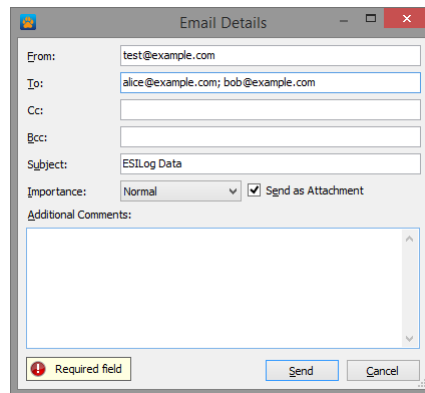 Email Details
From: test@example.com
To: alice@example.com; bob@example.com
Cc:
Bcc:
Subject: ESILog Data
Importance: Normal Send as Attachment
Additional Comments:
Required field Send Cancel